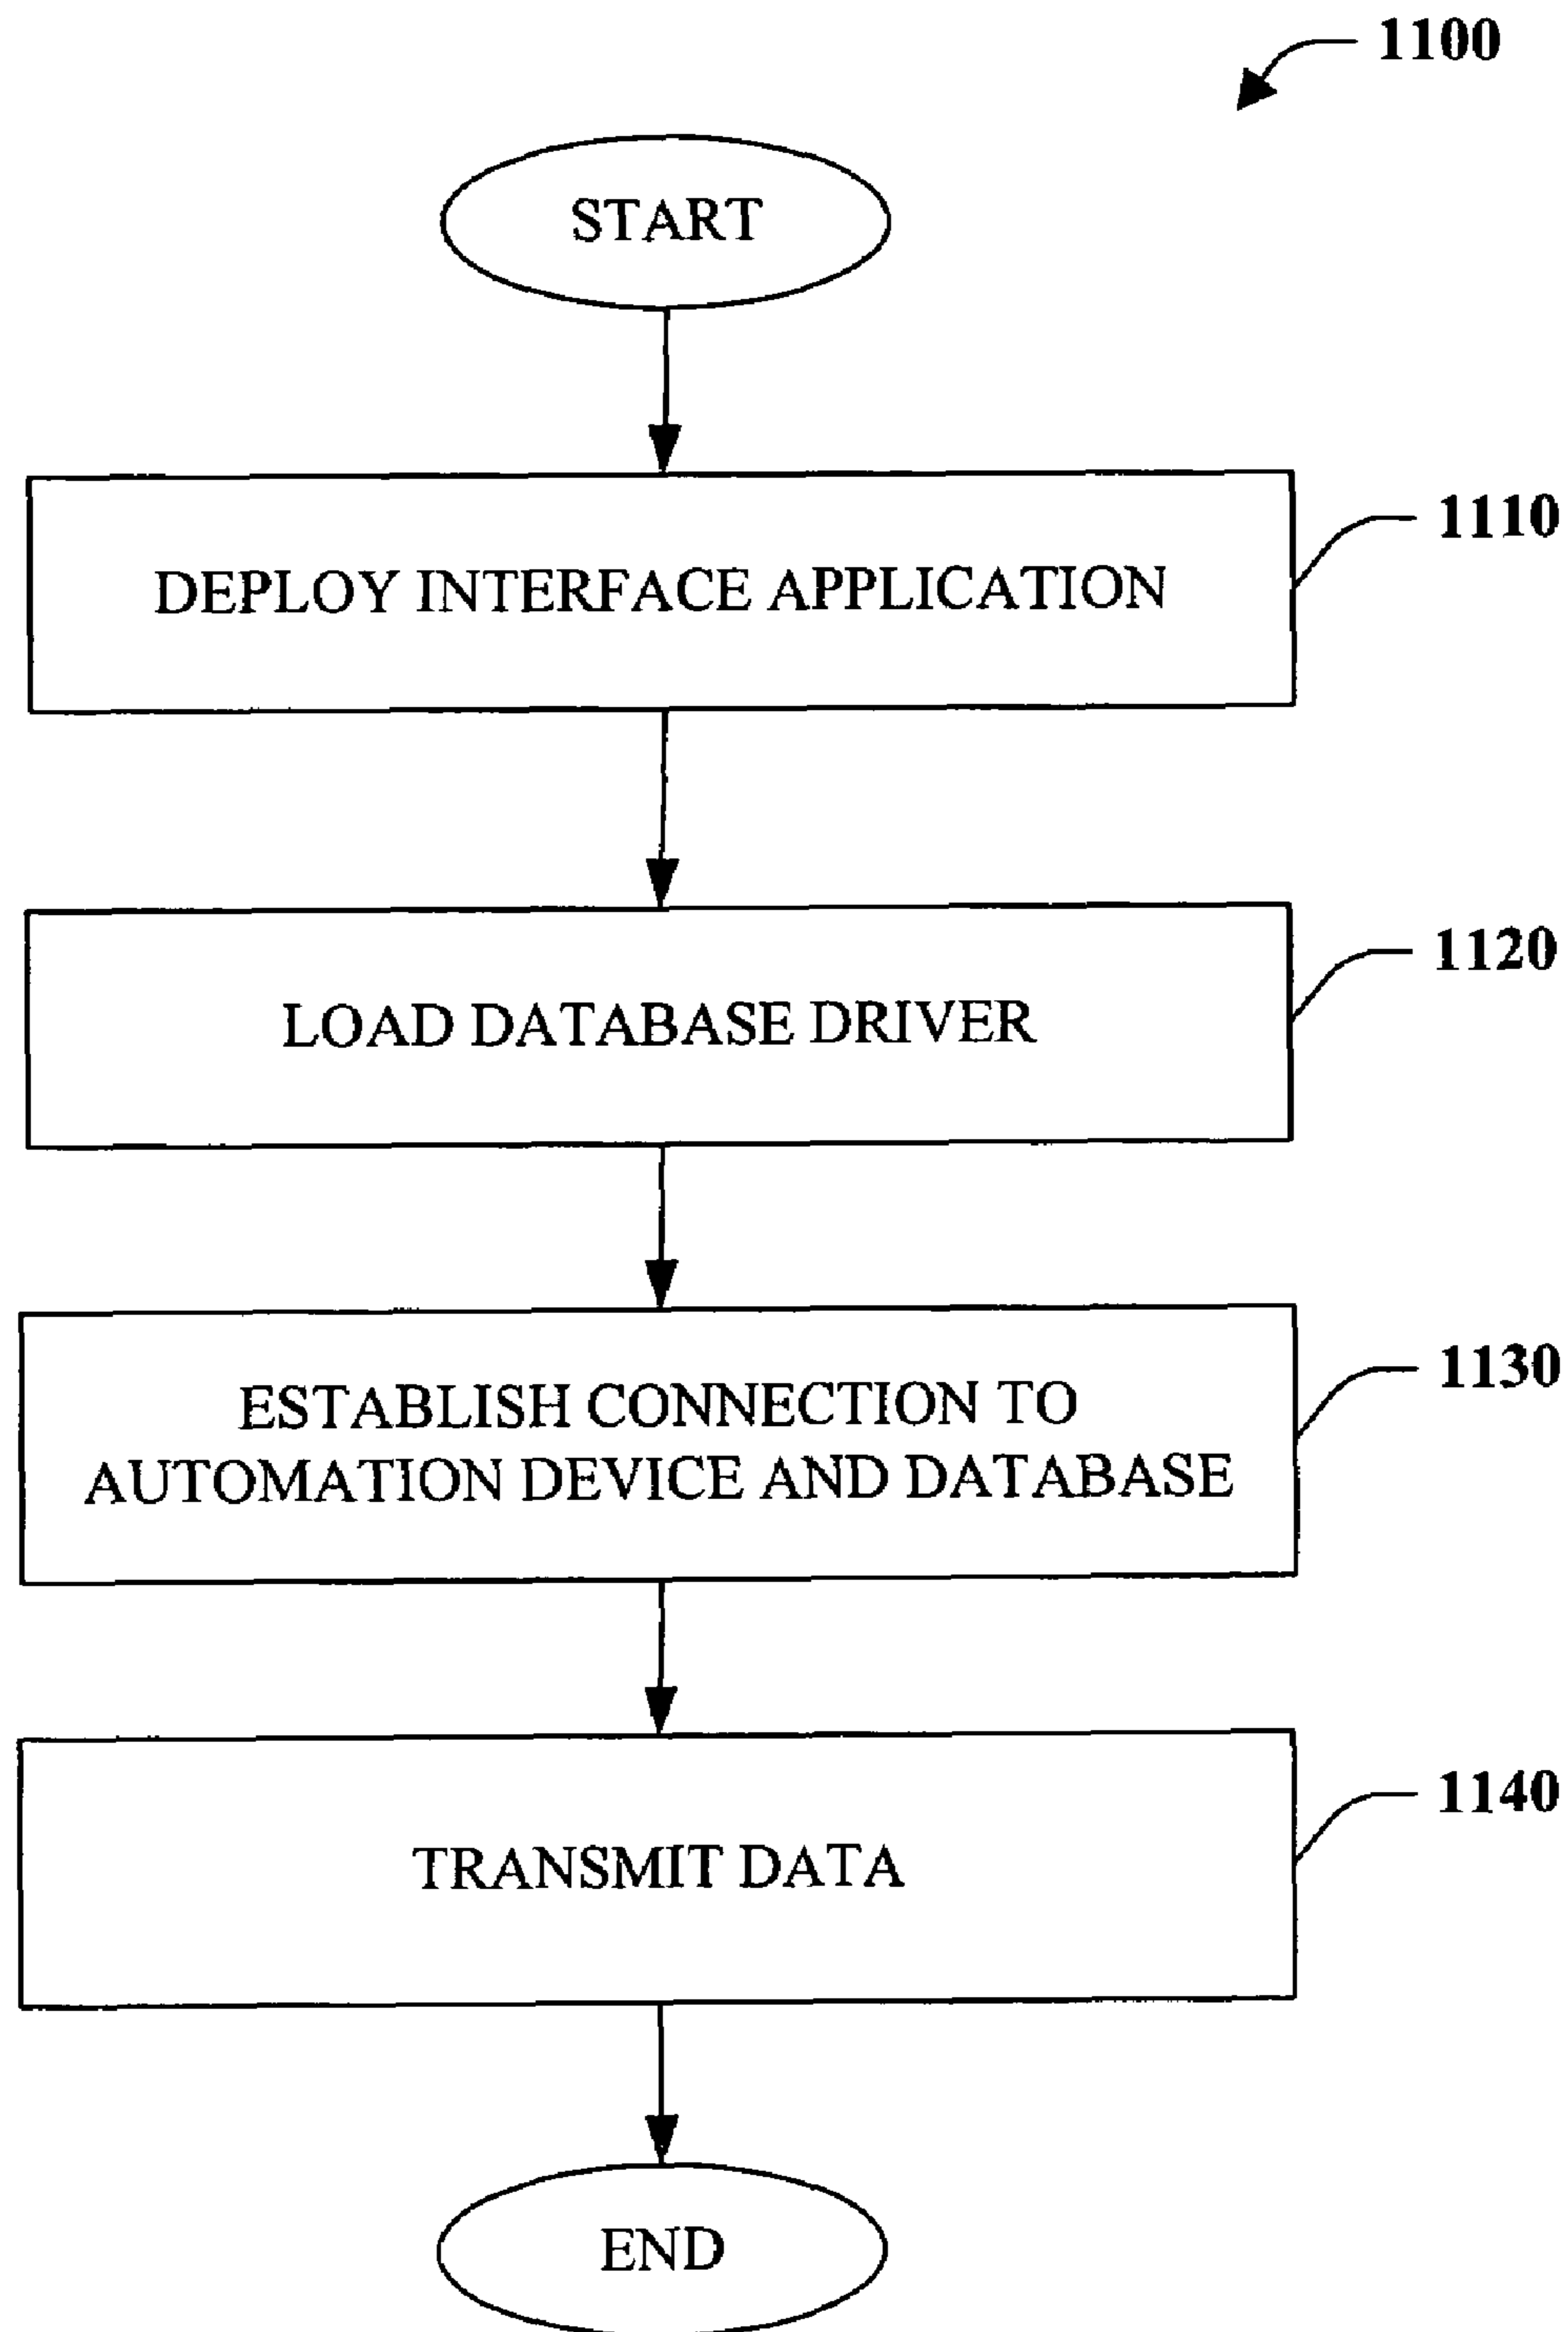 1100
START
1110
DEPLOY INTERFACE APPLICATION
1120
LOAD DATABASE DRIVER
1130
ESTABLISH CONNECTION TO
AUTOMATION DEVICE AND DATABASE
1140
TRANSMIT DATA
END